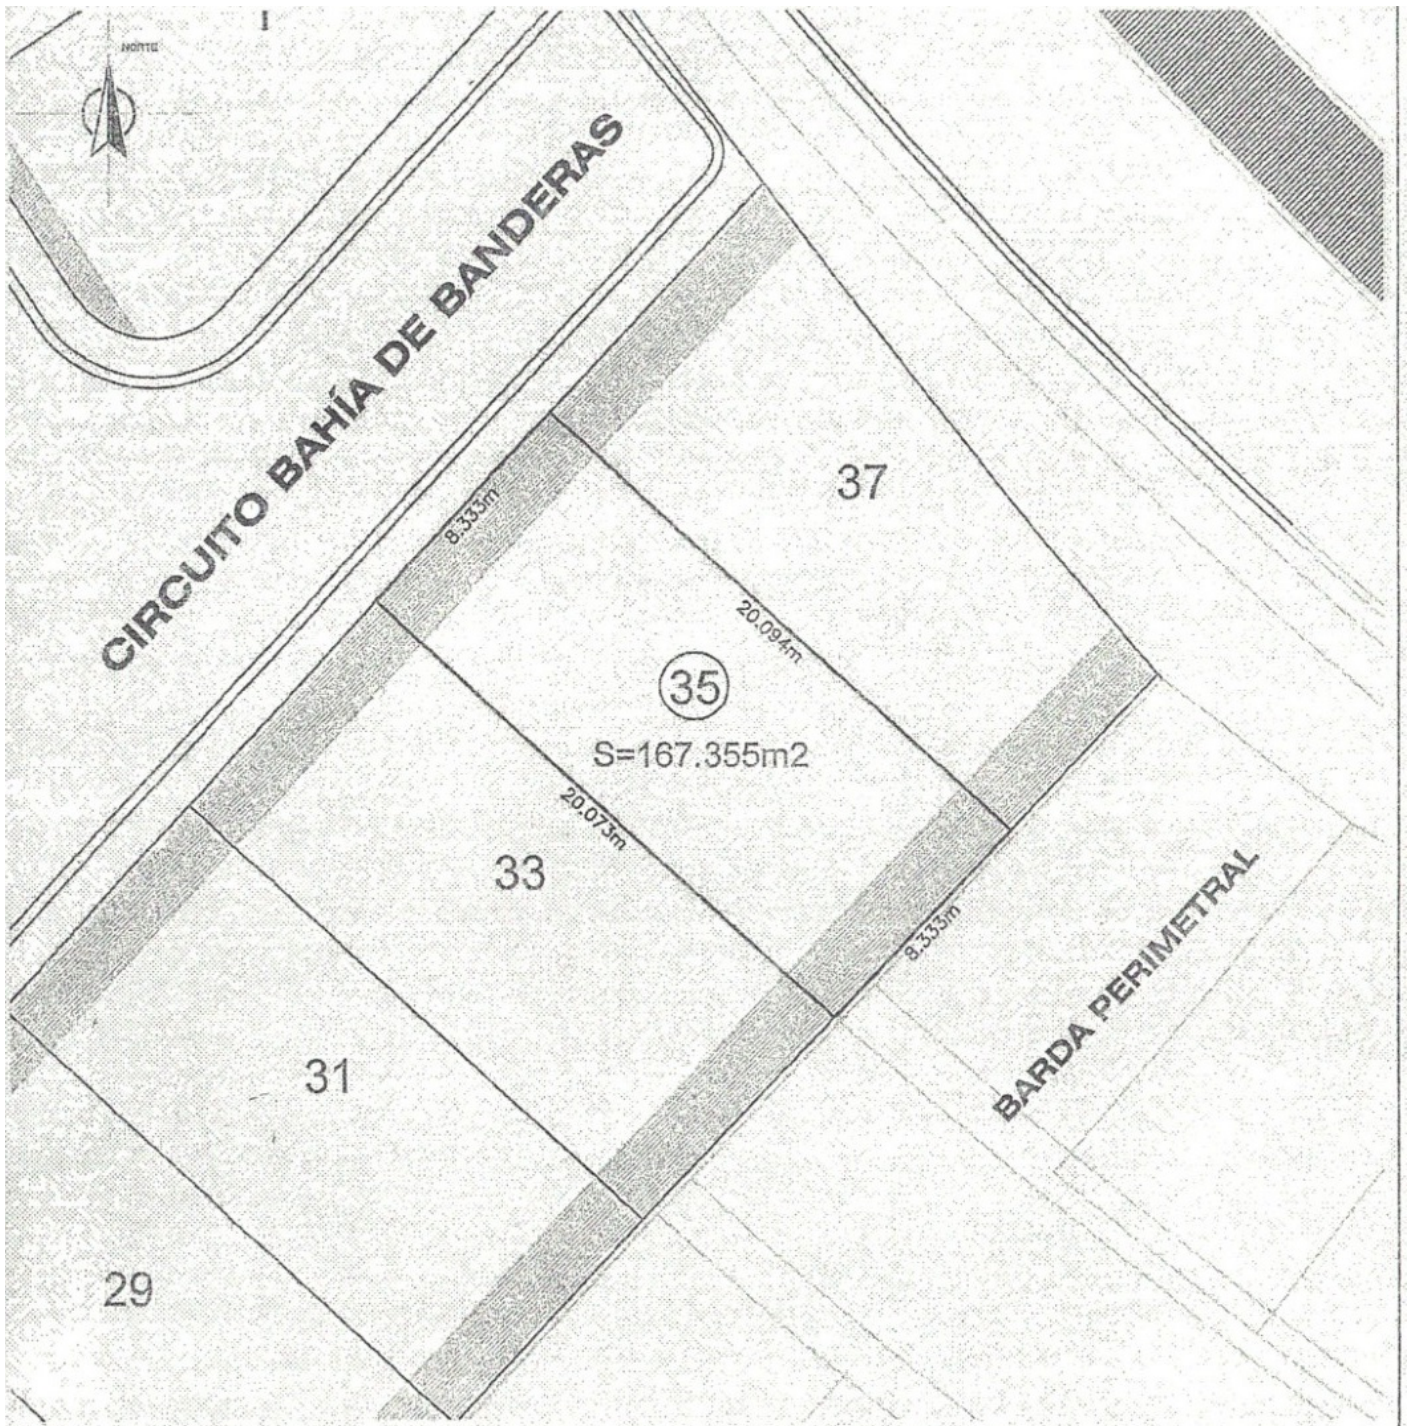 CIRCUITO BAHÍA DE BANDERAS
37
8.333m
20.094m
35
S=167.355m2
20.073m
33
8.333m
BARDA PERIMETRAL
31
29